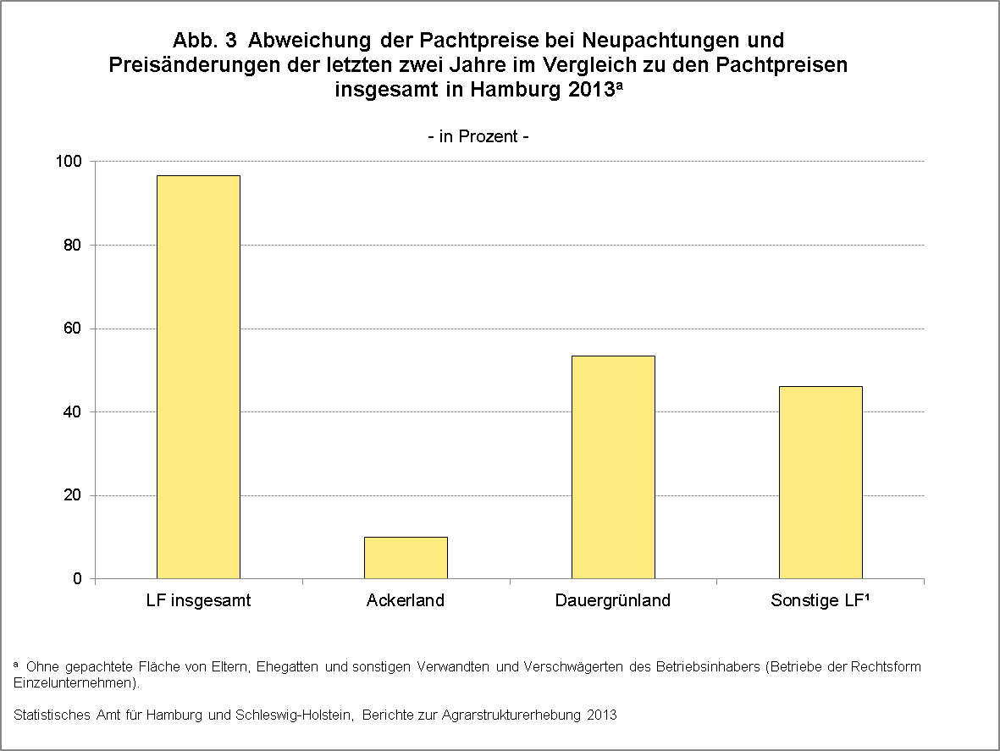 Abb. 3 Abweichung der Pachtpreise bei Neupachtungen und
Preisänderungen der letzten zwei Jahre im Vergleich zu den Pachtpreisen
insgesamt in Hamburg 2013ᵃ
- in Prozent -
100
80
60
40
20
0
LF insgesamt Ackerland Dauergrünland Sonstige LF¹
ᵃ Ohne gepachtete Fläche von Eltern, Ehegatten und sonstigen Verwandten und Verschwägerten des Betriebsinhabers (Betriebe der Rechtsform
Einzelunternehmen).
Statistisches Amt für Hamburg und Schleswig-Holstein, Berichte zur Agrarstrukturerhebung 2013